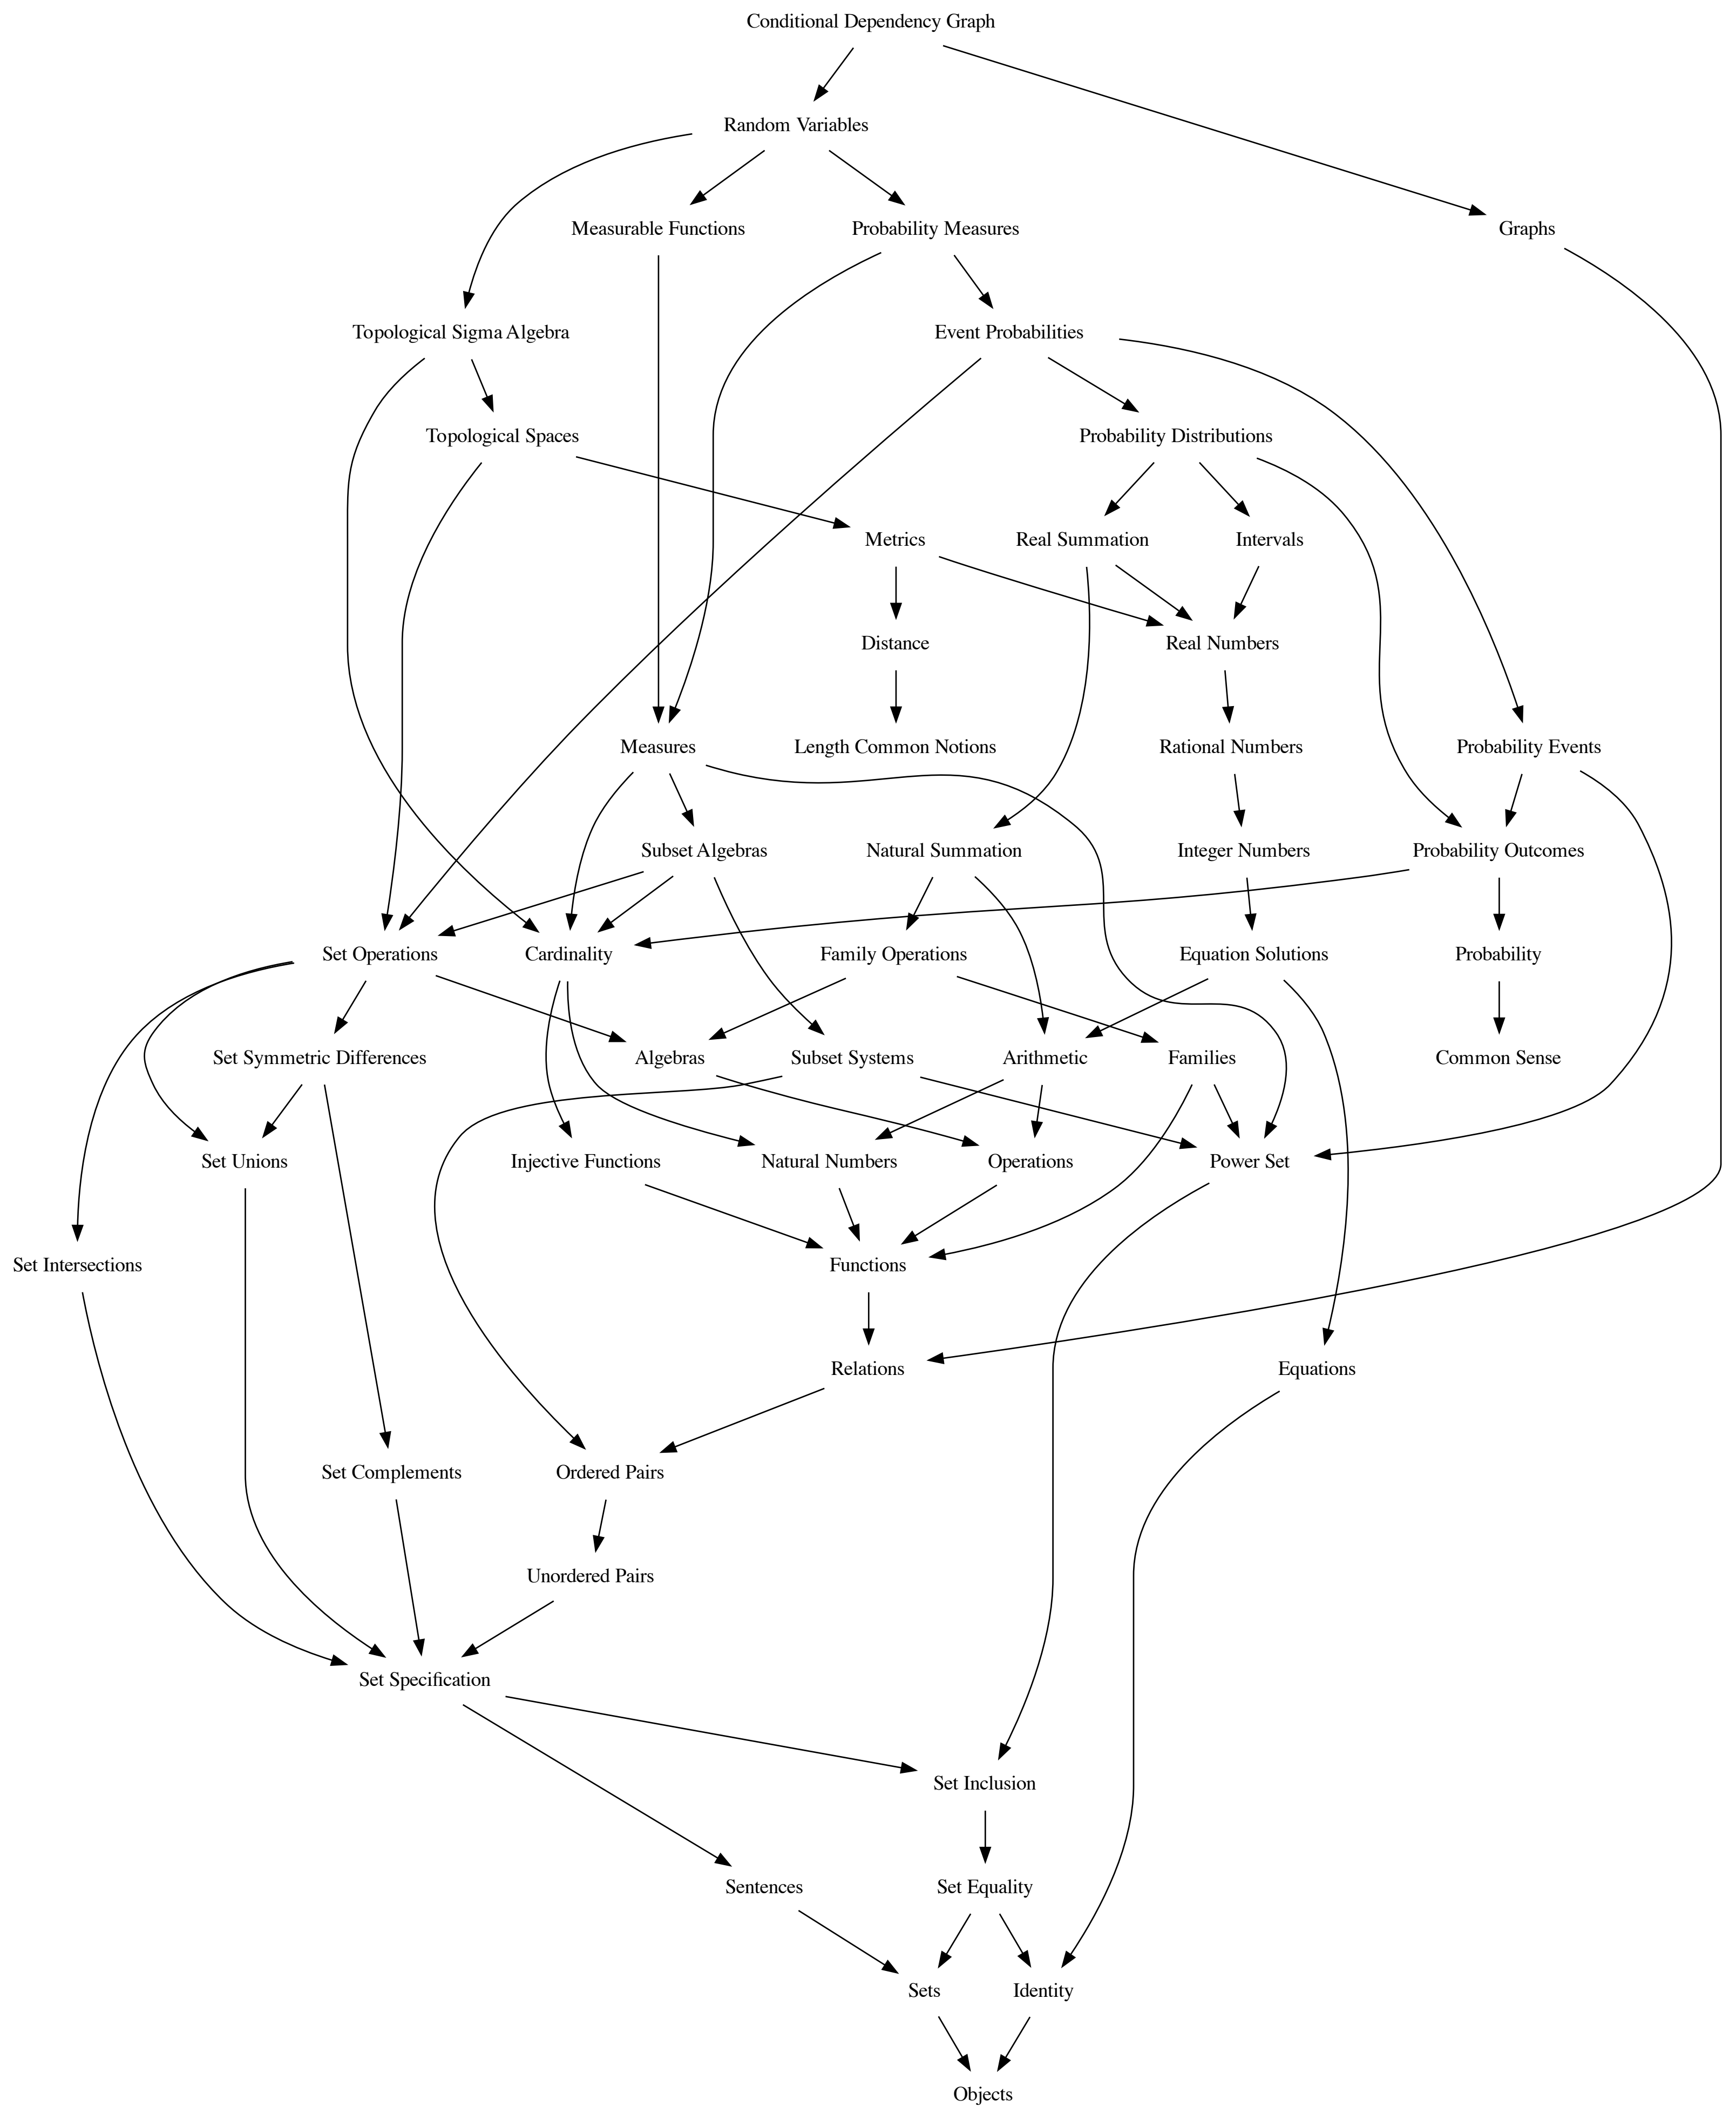 Conditional Dependency Graph
Random Variables
Measurable Functions
Probability Measures
Graphs
Topological Sigma Algebra
Event Probabilities
Topological Spaces
Probability Distributions
Metrics
Real Summation
Intervals
Distance
Real Numbers
Measures
Length Common Notions
Rational Numbers
Probability Events
Subset Algebras
Natural Summation
Integer Numbers
Probability Outcomes
Set Operations
Cardinality
Family Operations
Equation Solutions
Probability
Set Symmetric Differences
Algebras
Subset Systems
Arithmetic
Families
Common Sense
Set Unions
Injective Functions
Natural Numbers
Operations
Power Set
Set Intersections
Functions
Relations
Equations
Set Complements
Ordered Pairs
Unordered Pairs
Set Specification
Set Inclusion
Sentences
Set Equality
Sets
Identity
Objects